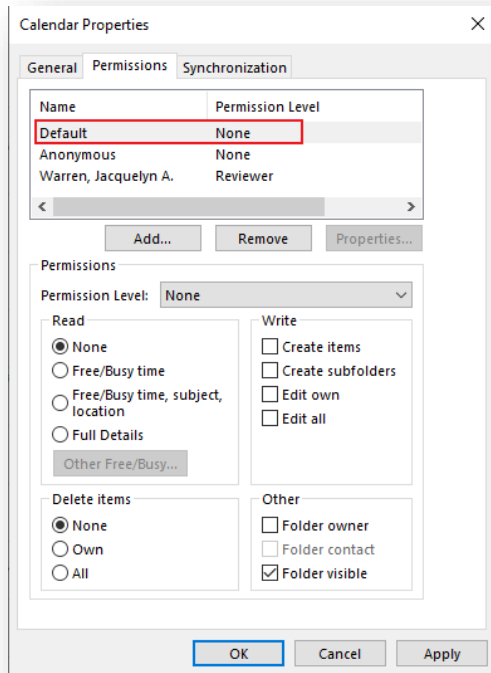 Calendar Properties
General Permissions Synchronization
Name Permission Level
Default None
Anonymous None
Warren, Jacquelyn A. Reviewer
Add... Remove Properties...
Permissions
Permission Level: None
Read
None
Free/Busy time
Free/Busy time, subject,
location
Full Details
Other Free/Busy...
Write
Create items
Create subfolders
Edit own
Edit all
Delete items
None
Own
All
Other
Folder owner
Folder contact
Folder visible
OK Cancel Apply